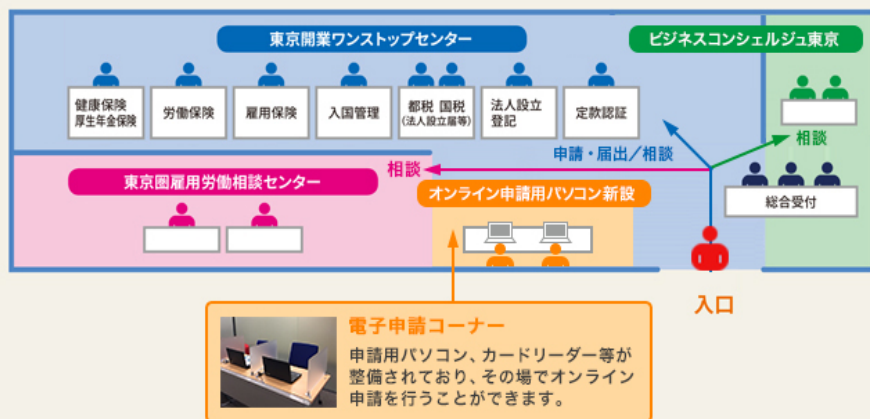 東京開業ワンストップセンター
ビジネスコンシェルジュ東京
健康保険
厚生年金保険
労働保険
雇用保険
入国管理
都税 国税
(法人設立届等)
法人設立
登記
定款認証
相談
申請・届出／相談
相談
東京圏雇用労働相談センター
オンライン申請用パソコン新設
総合受付
入口
電子申請コーナー
申請用パソコン、カードリーダー等が
整備されており、その場でオンライン
申請を行うことができます。